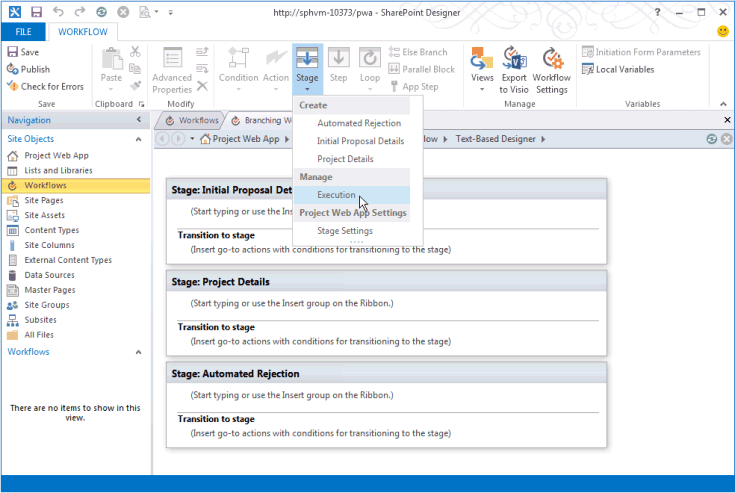 http://sphvm-10373/pwa - SharePoint Designer
FILE
WORKFLOW
Save
Publish
Check for Errors
Save
Paste
Clipboard
Advanced Properties
Modify
Condition
Action
Stage
Step
Loop
Else Branch
Parallel Block
App Step
Views
Export to Visio
Workflow Settings
Manage
Initiation Form Parameters
Local Variables
Variables
Navigation
Workflows
Branching W
Site Objects
Project Web App
low
Text-Based Designer
Create
Automated Rejection
Initial Proposal Details
Project Details
Manage
Execution
Project Web App Settings
Stage Settings
Project Web App
Lists and Libraries
Workflows
Site Pages
Site Assets
Content Types
Site Columns
External Content Types
Data Sources
Master Pages
Site Groups
Subsites
All Files
Workflows
There are no items to show in this
view.
Stage: Initial Proposal Det
(Start typing or use the Ins
Transition to stage
(Insert go-to actions with conditions for transitioning to the stage)
Stage: Project Details
(Start typing or use the Insert group on the Ribbon.)
Transition to stage
(Insert go-to actions with conditions for transitioning to the stage)
Stage: Automated Rejection
(Start typing or use the Insert group on the Ribbon.)
Transition to stage
(Insert go-to actions with conditions for transitioning to the stage)